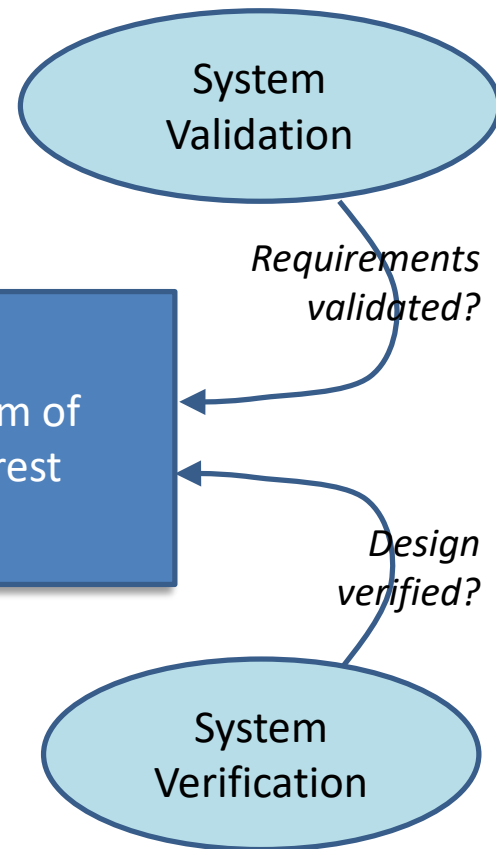 System
Validation
Requirements
validated?
m of
rest
Design
verified?
System
Verification